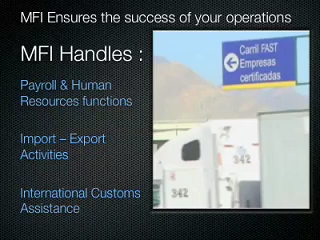 MFI Ensures the success of your operations
MFI Handles :
Payroll & Human
Resources functions
Import – Export
Activities
International Customs
Assistance
Carril FAST
Empresas
certificadas
342
342